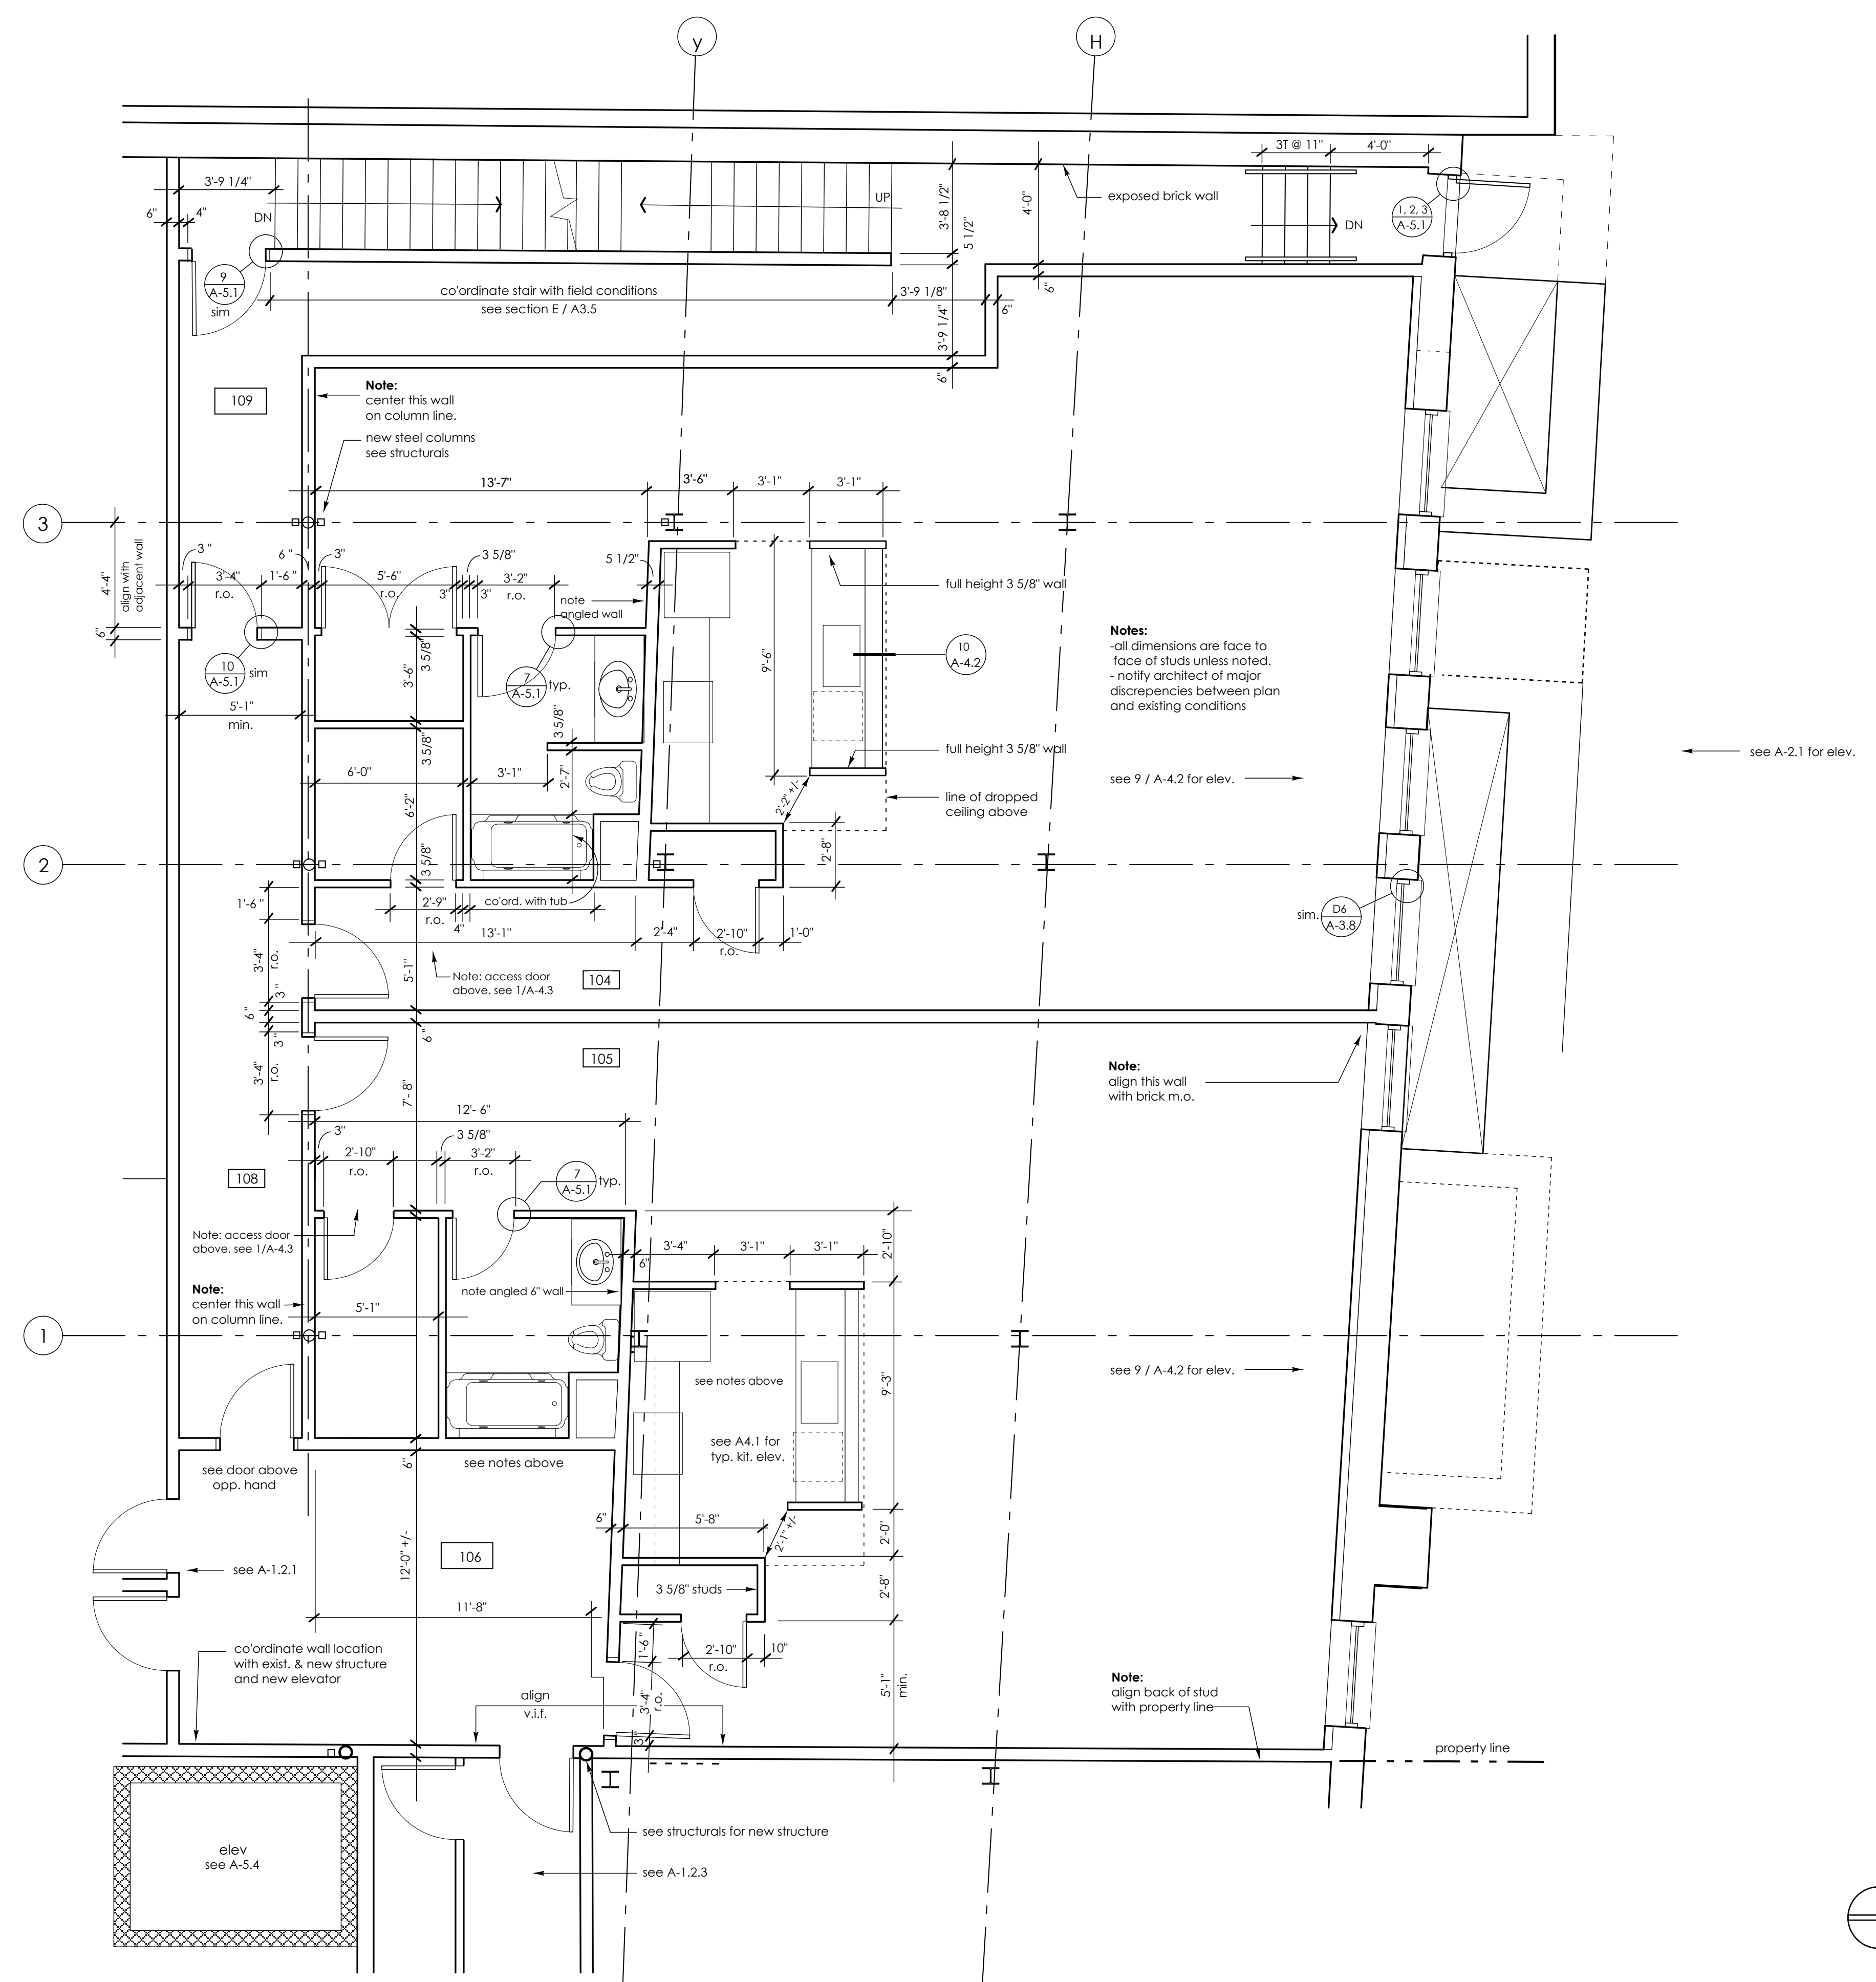 y
H
3T @ 11"
4'-0"
3'-9 1/4"
6"
4"
DN
UP
3'-8 1/2"
5 1/2"
4'-0"
exposed brick wall
DN
1, 2, 3
A-5.1
9
A-5.1
sim
co'ordinate stair with field conditions
see section E / A3.5
3'-9 1/8"
6"
6"
3'-9 1/4"
6"
109
Note:
center this wall
on column line.
new steel columns
see structurals
13'-7"
3'-6"
3'-1"
3'-1"
3
4'-4"
align with
adjacent wall
6"
3 "
3'-4"
r.o.
1'-6 "
6 "
3"
5'-6"
r.o.
3"
3 5/8"
3"
3'-2"
r.o.
5 1/2"
note
angled wall
full height 3 5/8" wall
10
A-5.1
sim
5'-1"
min.
3'-6"
3 5/8"
7
A-5.1
typ.
9'-6"
10
A-4.2
Notes:
-all dimensions are face to
face of studs unless noted.
- notify architect of major
discrepencies between plan
and existing conditions
3 5/8"
3 5/8"
6'-0"
3'-1"
2'-7"
6'-2"
full height 3 5/8" wall
see 9 / A-4.2 for elev.
see A-2.1 for elev.
2'-2" +/-
line of dropped
ceiling above
2
3 5/8"
2'-8"
1'-6 "
2'-9"
r.o.
4"
co'ord. with tub
sim.
D6
A-3.8
13'-1"
2'-4"
2'-10"
r.o.
1'-0"
3'-4"
r.o.
5'-1"
Note: access door
above. see 1/A-4.3
104
3"
6"
6"
3"
105
3'-4"
r.o.
7'- 8"
Note:
align this wall
with brick m.o.
12'- 6"
3"
3 5/8"
2'-10"
r.o.
3'-2"
r.o.
7
A-5.1
typ.
108
Note: access door
above. see 1/A-4.3
3'-4"
3'-1"
3'-1"
2'-10"
6"
Note:
center this wall
on column line.
note angled 6" wall
5'-1"
1
see notes above
9'-3"
see 9 / A-4.2 for elev.
see A4.1 for
typ. kit. elev.
see door above
opp. hand
6"
see notes above
6"
5'-8"
2'-1" +/-
2'-0"
12'-0" +/-
106
see A-1.2.1
3 5/8" studs
2'-8"
11'-8"
co'ordinate wall location
with exist. & new structure
and new elevator
1'-6 "
2'-10"
r.o.
10"
5'-1"
min.
align
v.i.f.
3'-4"
r.o.
3"
Note:
align back of stud
with property line
property line
see structurals for new structure
elev
see A-5.4
see A-1.2.3